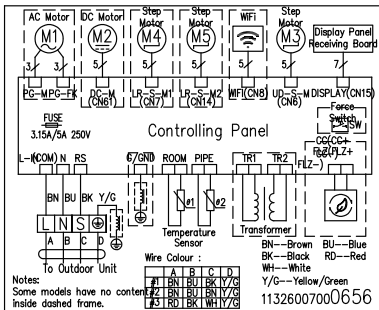 AC Motor
DC Motor
Step Motor
Step Motor
WiFi
Step Motor
Display Panel
Receiving Board
M1
M2
M4
M5
M3
3
3
5
5
5
5
5
7
PG-M
PG-FK
DC-M
(CN61)
LR-S-M1
(CN7)
LR-S-M2
(CN14)
WIFI(CN8)
UD-S-M
(CN6)
DISPLAY(CN15)
Force
Switch
SW
FUSE
3.15A/5A 250V
Controlling Panel
L-IN(COM) N RS
G/GND
ROOM
PIPE
TR1
TR2
FLZ-)
BN BU BK Y/G
θ1
θ2
L N S
A B C D
To Outdoor Unit
Temperature
Sensor
Transformer
BN--Brown BU--Blue
BK--Black RD--Red
WH--White
Y/G--Yellow/Green
Wire Colour :
A B C D
#1 BN BU BK Y/G
#2 BN BU BN Y/G
#3 RD BK WH Y/G
Notes:
Some models have no content
inside dashed frame.
11326007000656